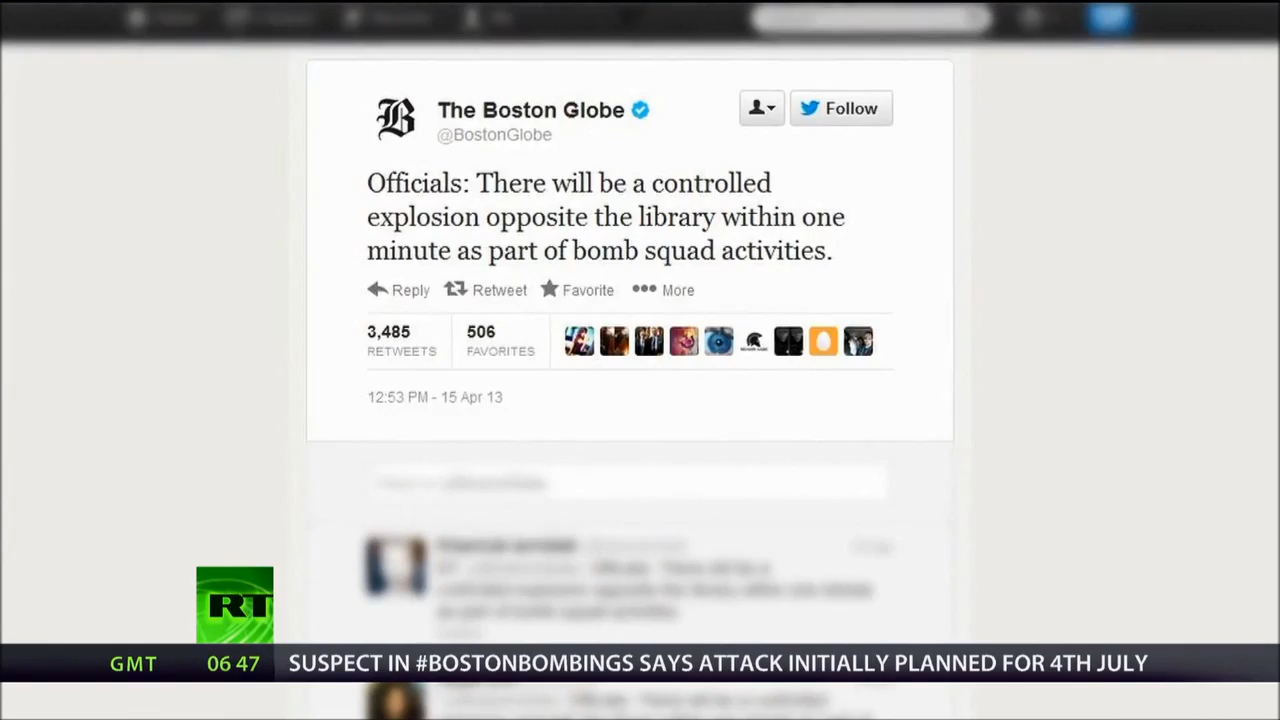 The Boston Globe
@BostonGlobe
Follow
Officials: There will be a controlled
explosion opposite the library within one
minute as part of bomb squad activities.
Reply Retweet Favorite More
3,485 506
RETWEETS FAVORITES
12:53 PM - 15 Apr 13
RT
GMT 06 47 SUSPECT IN #BOSTONBOMBINGS SAYS ATTACK INITIALLY PLANNED FOR 4TH JULY